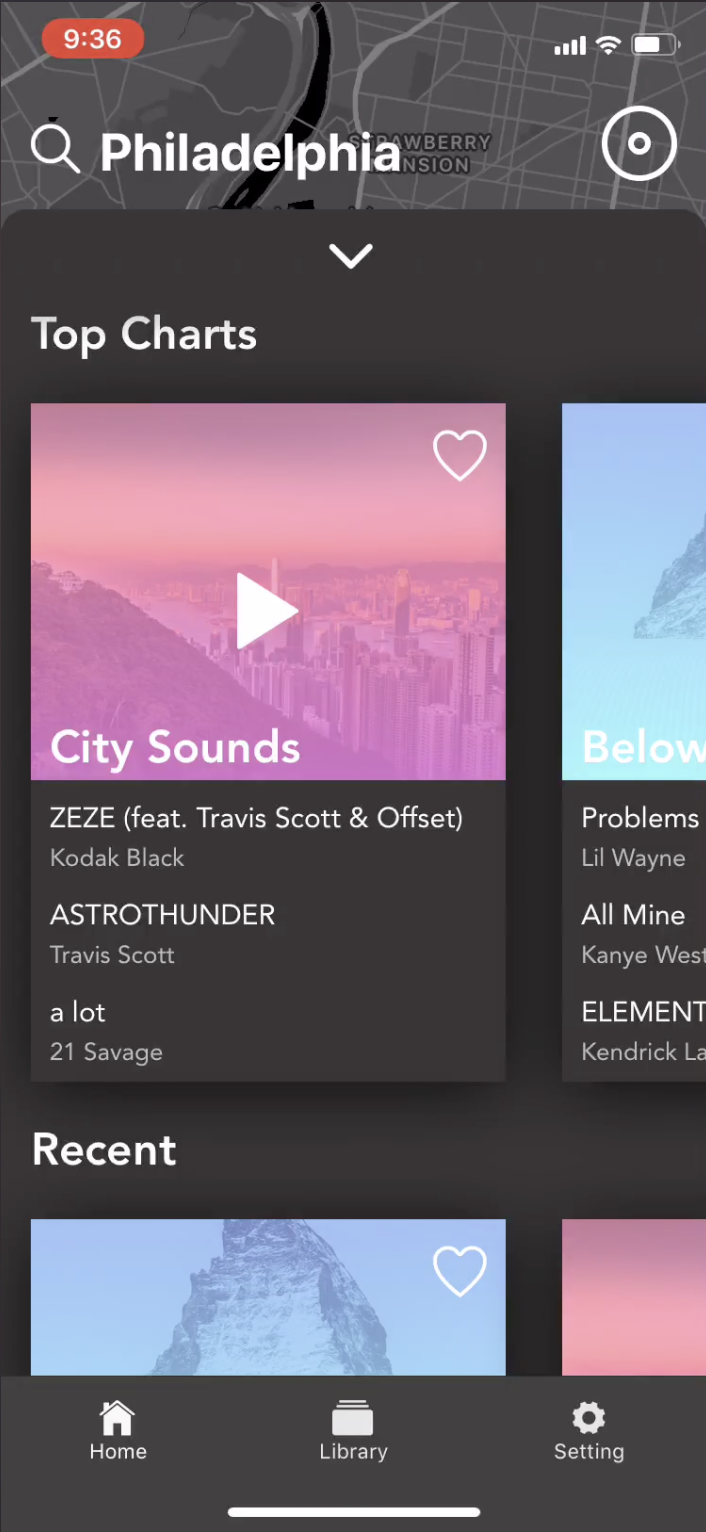 9:36
STRAWBERRY
MANSION
Philadelphia
Top Charts
City Sounds
Below
ZEZE (feat. Travis Scott & Offset)
Kodak Black
ASTROTHUNDER
Travis Scott
a lot
21 Savage
Problems
Lil Wayne
All Mine
Kanye West
ELEMENT
Kendrick La
Recent
Home
Library
Setting